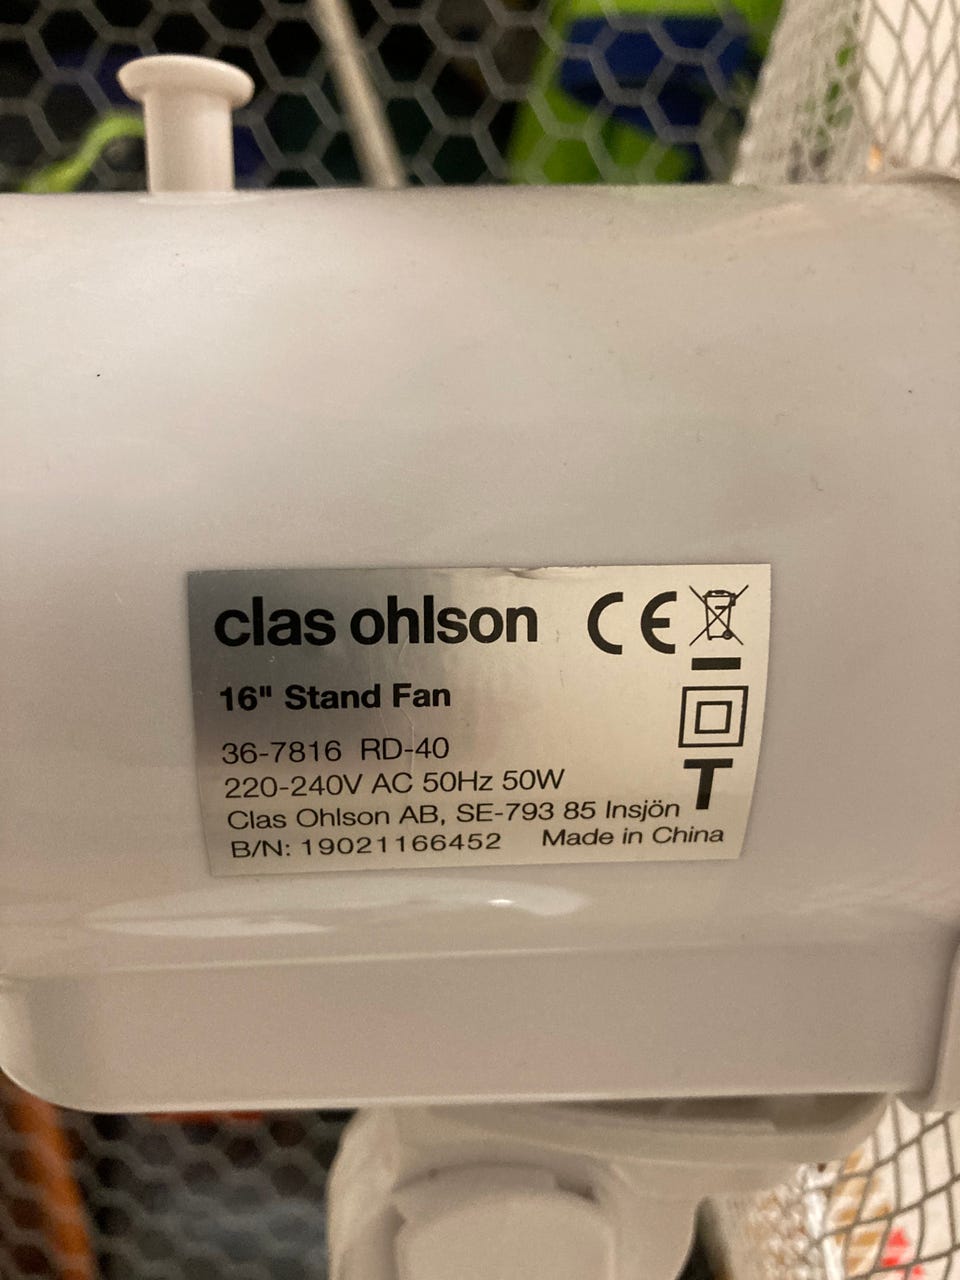 clas ohlson CE
16" Stand Fan
36-7816 RD-40
220-240V AC 50Hz 50W
T
Clas Ohlson AB, SE-793 85 Insjön
B/N: 19021166452 Made in China